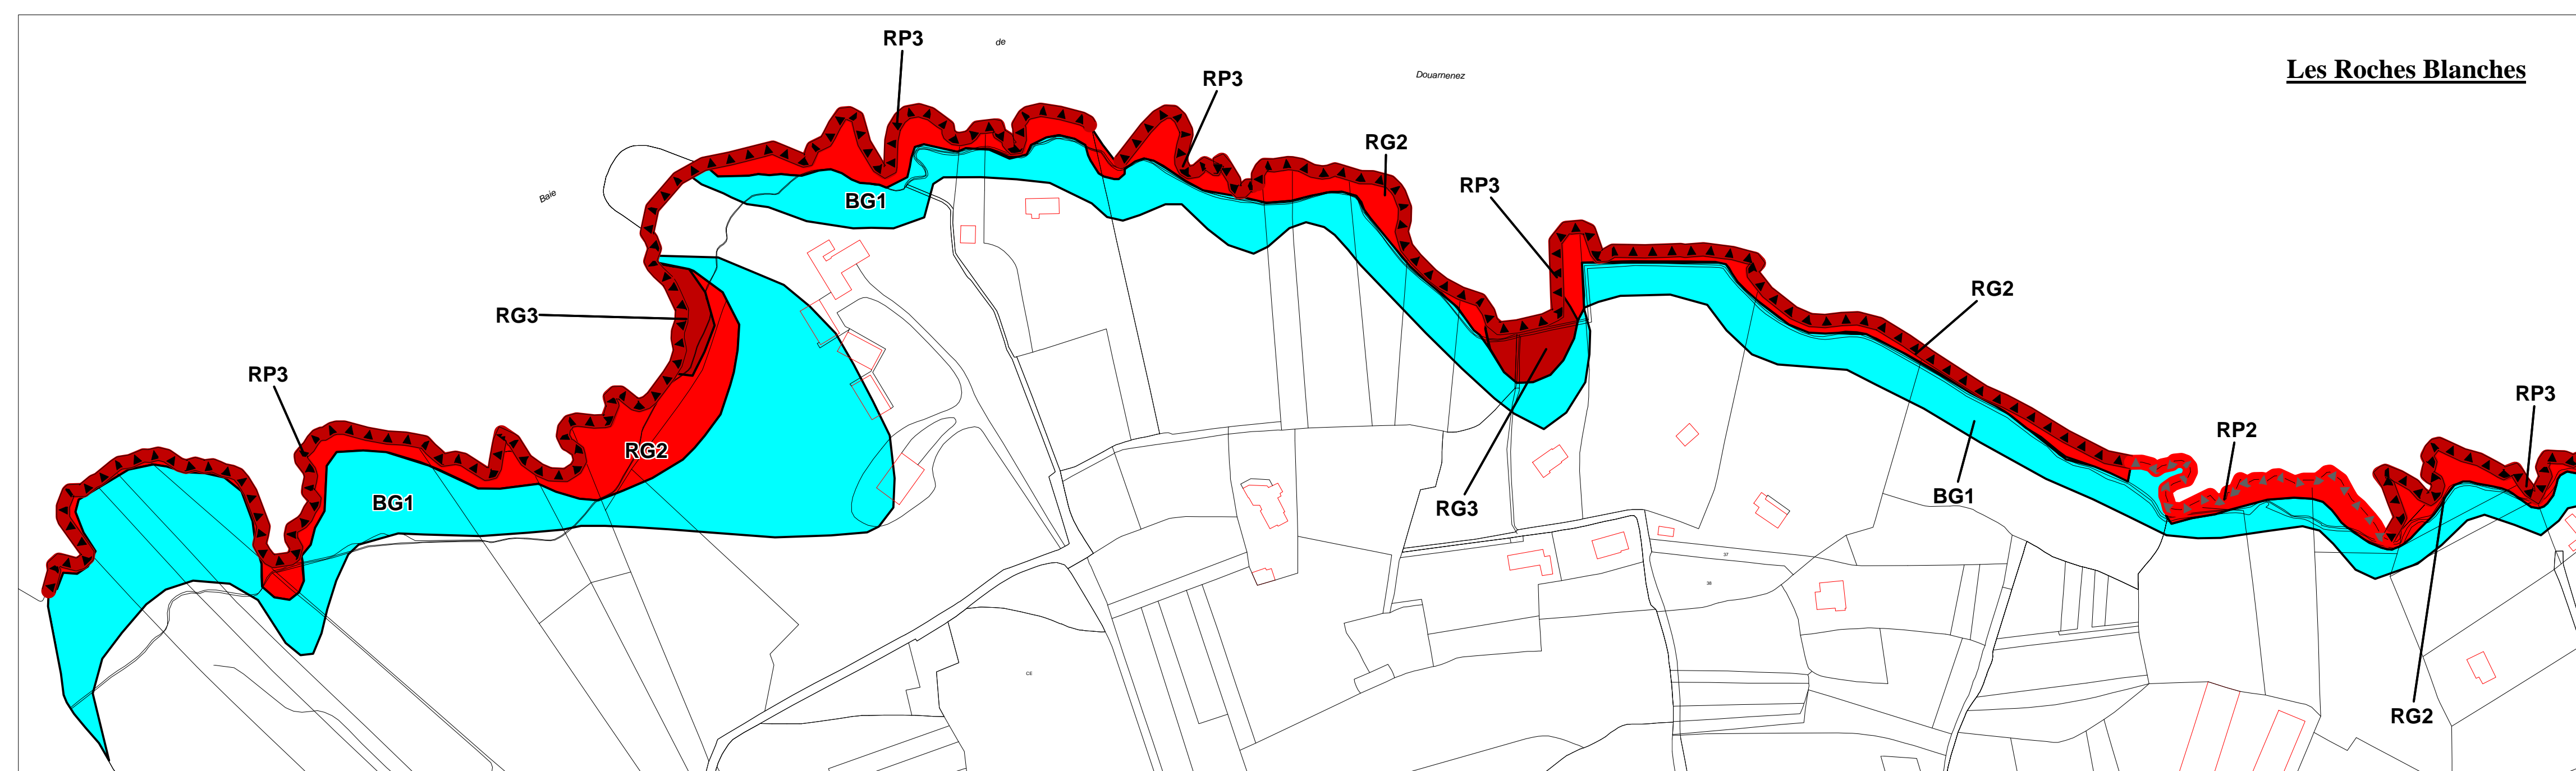 RP3
de
Les Roches Blanches
RP3
Douarnenez
RG2
RP3
Baie
BG1
RG2
RG3
RP3
RP3
RP2
RG2
BG1
BG1
RG3
37
38
CE
RG2